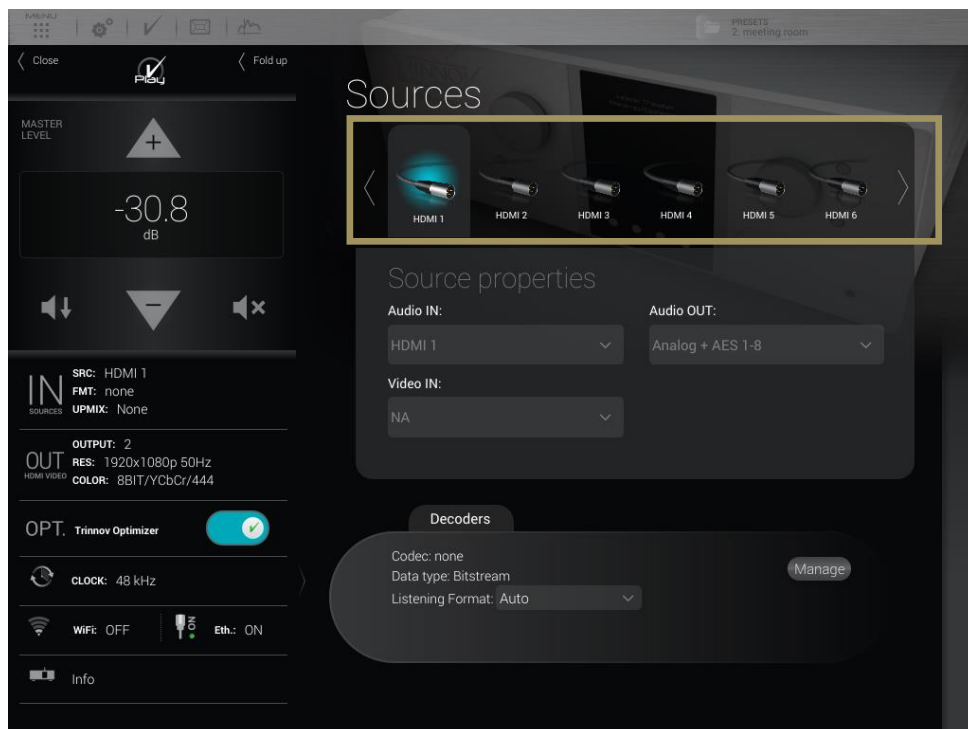 MENU
PRESETS
2. meeting room
Close
Play
Fold up
MASTER
LEVEL
+
-30.8
dB
-
IN
SOURCES
SRC: HDMI 1
FMT: none
UPMIX: None
OUT
HDMI VIDEO
OUTPUT: 2
RES: 1920x1080p 50Hz
COLOR: 8BIT/YCbCr/444
OPT. Trinnov Optimizer
CLOCK: 48 kHz
WiFi: OFF
ON
Eth.: ON
Info
TRINNOV
Sources
HDMI 1
HDMI 2
HDMI 3
HDMI 4
HDMI 5
HDMI 6
Source properties
Audio IN:
Audio OUT:
HDMI 1
Analog + AES 1-8
Video IN:
NA
Decoders
Codec: none
Data type: Bitstream
Listening Format: Auto
Manage